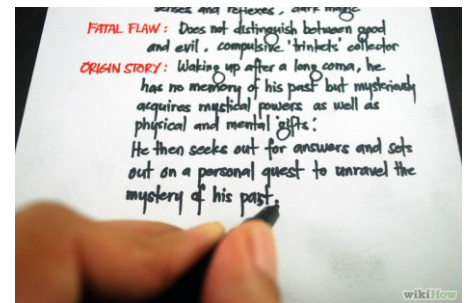 senses and reflexes, dark magic
FATAL FLAW: Does not distinguish between good
and evil, compulsive 'trinkets' collector
ORIGIN STORY: Waking up after a long coma, he
has no memory of his past but mysteriously
acquires mystical powers as well as
physical and mental gifts.
He then seeks out for answers and sets
out on a personal quest to unravel the
mystery of his past.
wikiHow